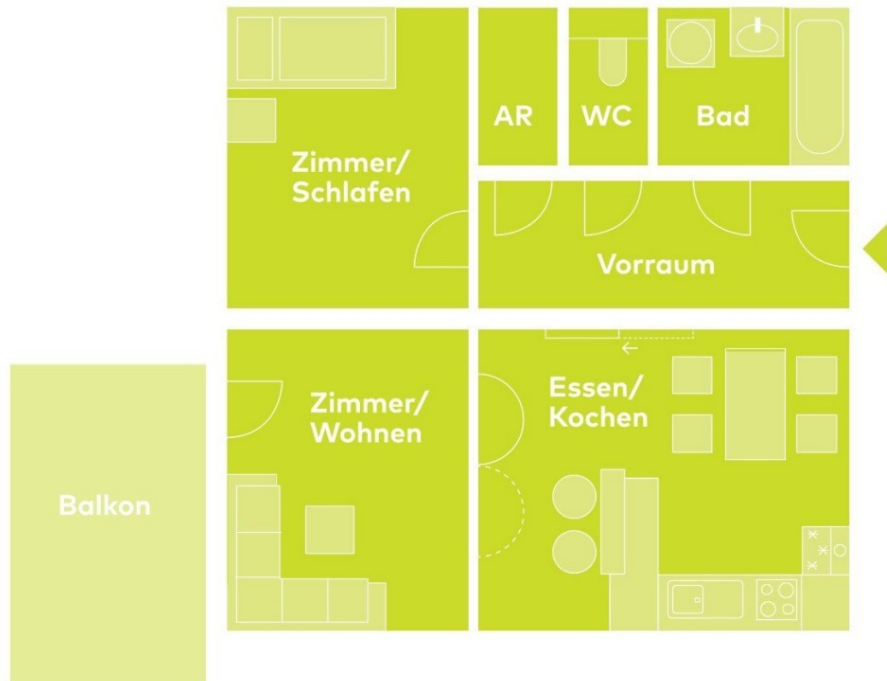 AR
WC
Bad
Zimmer/
Schlafen
Vorraum
Zimmer/
Wohnen
Essen/
Kochen
Balkon